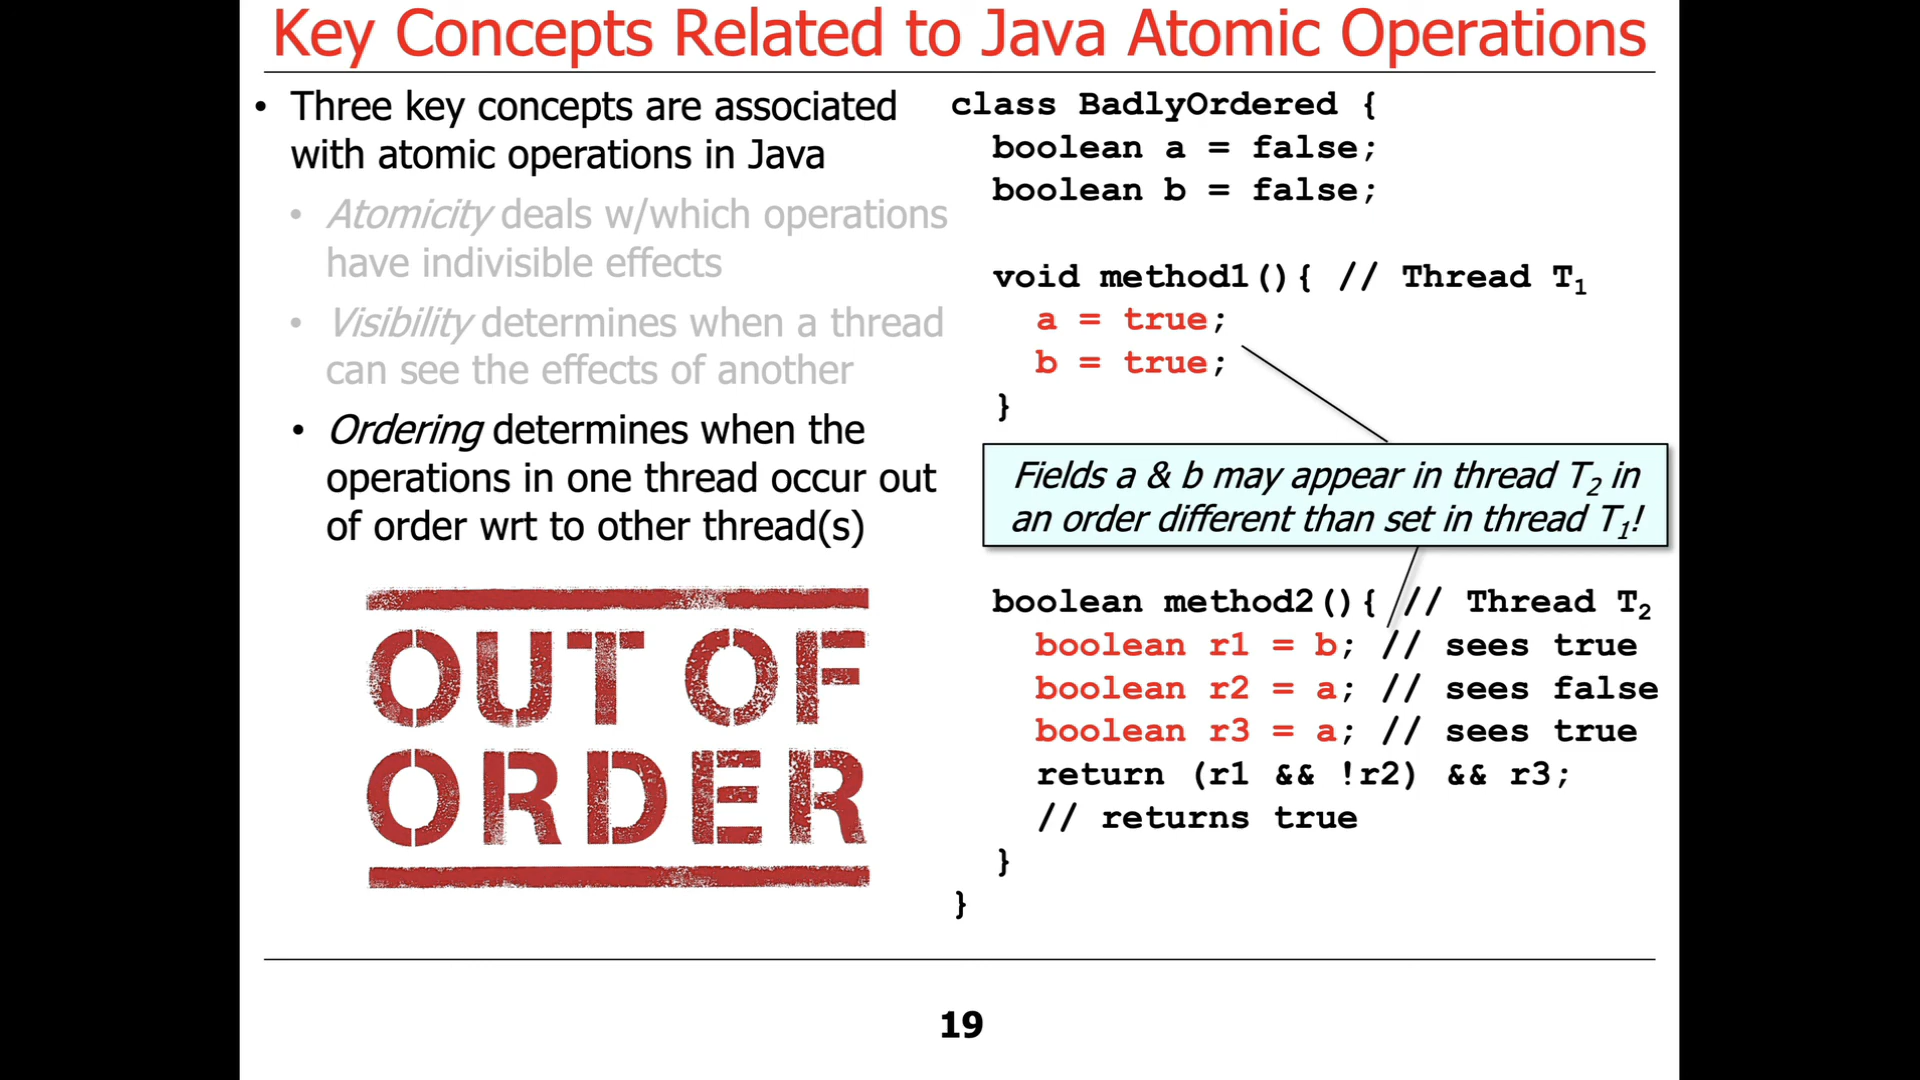 Key Concepts Related to Java Atomic Operations
• Three key concepts are associated
with atomic operations in Java
• Atomicity deals w/which operations
have indivisible effects
• Visibility determines when a thread
can see the effects of another
• Ordering determines when the
operations in one thread occur out
of order wrt to other thread(s)
OUT OF
ORDER
class BadlyOrdered {
boolean a = false;
boolean b = false;
void method1(){ // Thread T1
a = true;
b = true;
}
Fields a & b may appear in thread T2 in
an order different than set in thread T1!
boolean method2(){ // Thread T2
boolean r1 = b; // sees true
boolean r2 = a; // sees false
boolean r3 = a; // sees true
return (r1 && !r2) && r3;
// returns true
}
}
19